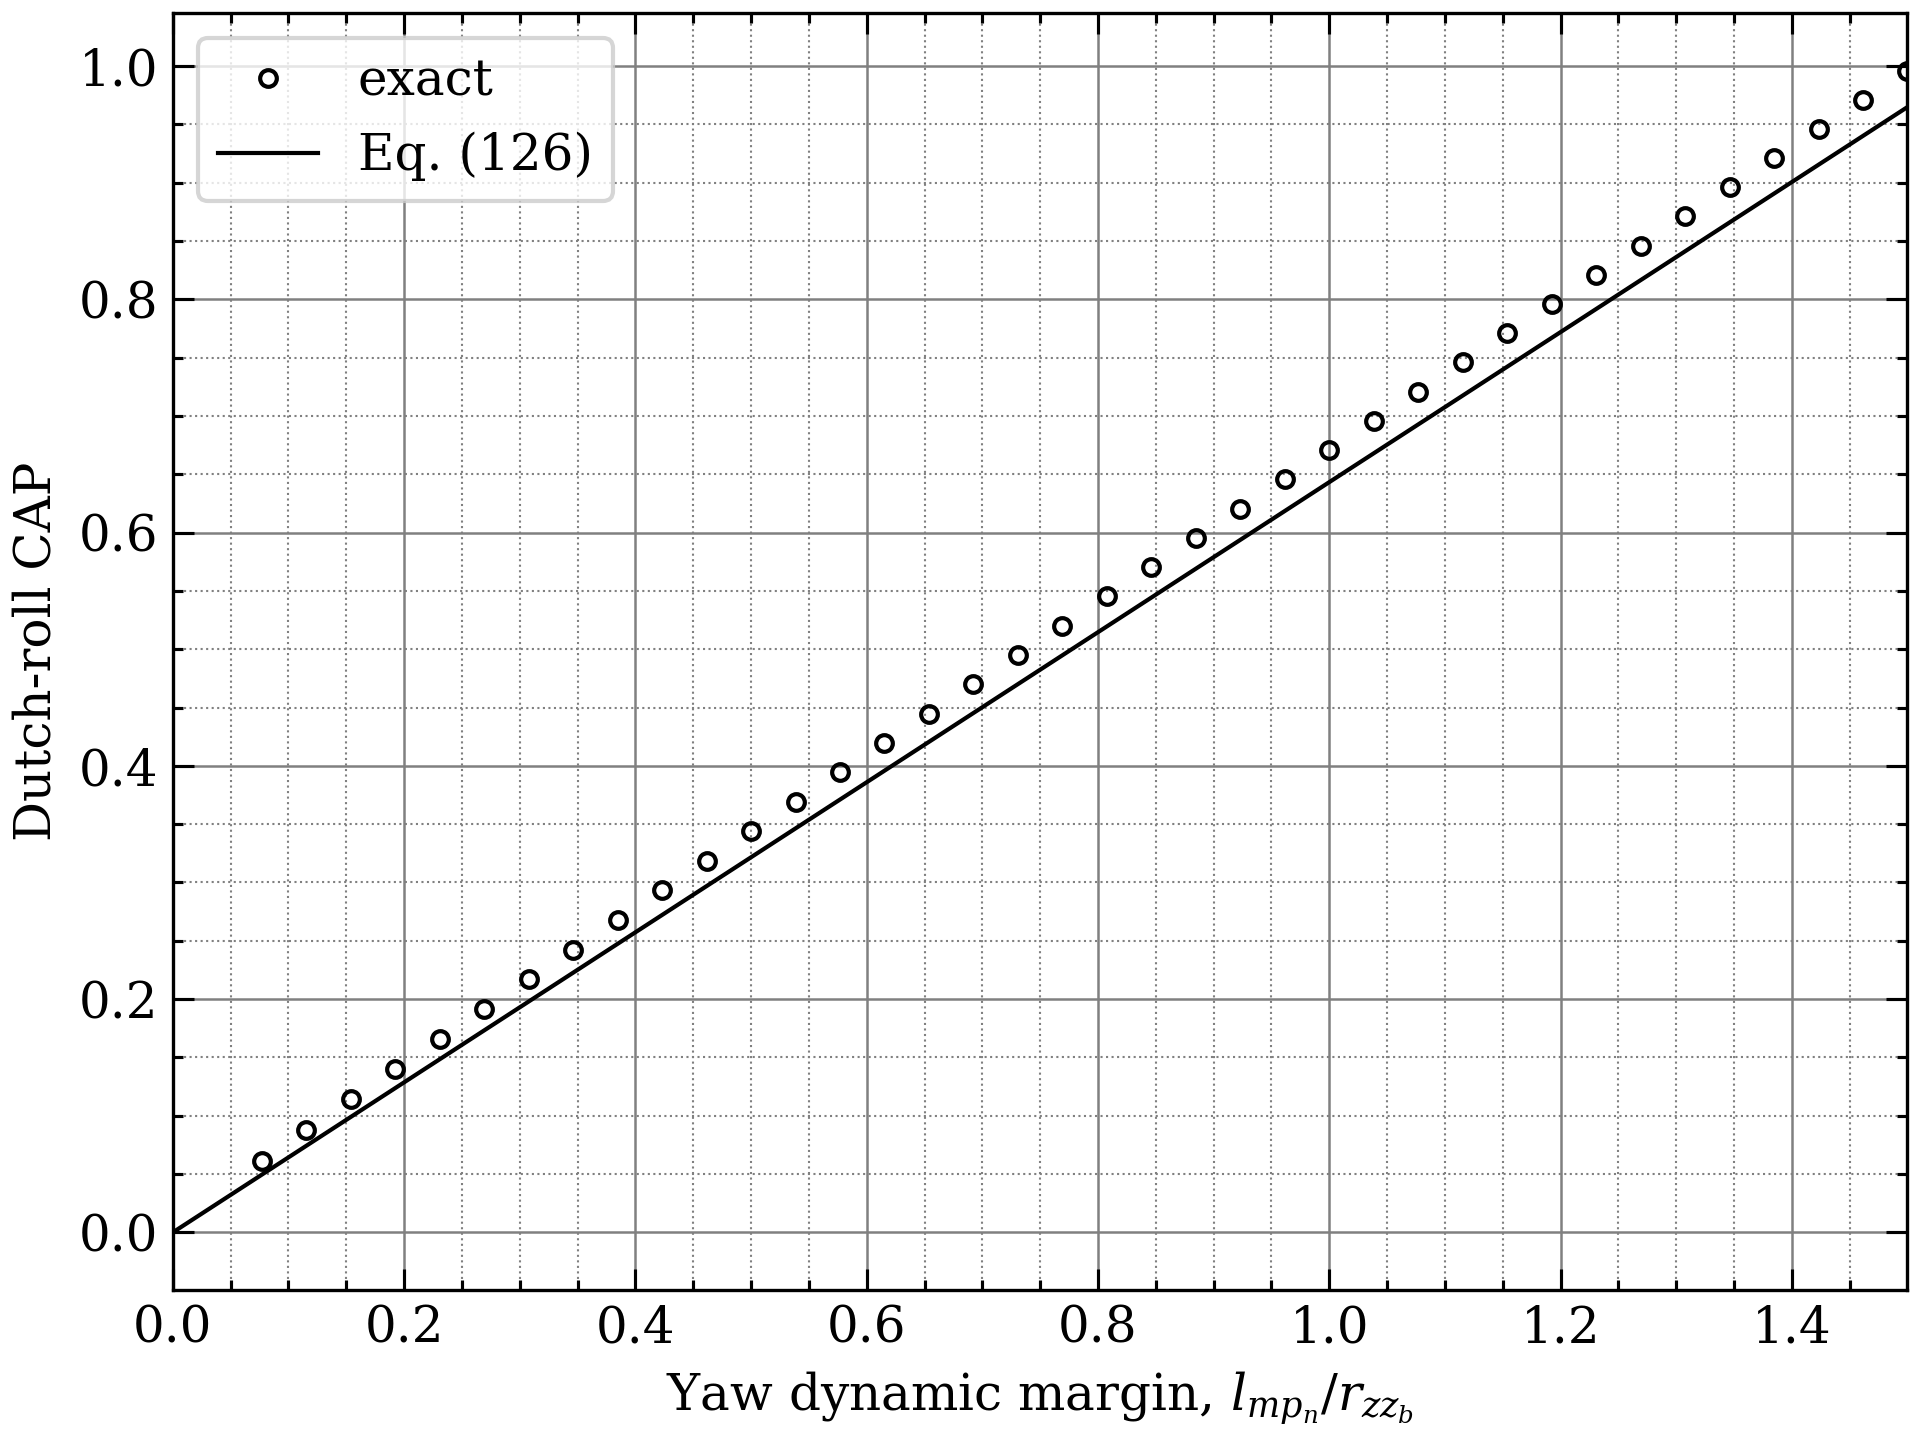 exact
Eq. (126)
Dutch-roll CAP
1.0
0.8
0.6
0.4
0.2
0.0
0.0 0.2 0.4 0.6 0.8 1.0 1.2 1.4
Yaw dynamic margin, $l_{mp_n}/r_{zz_b}$